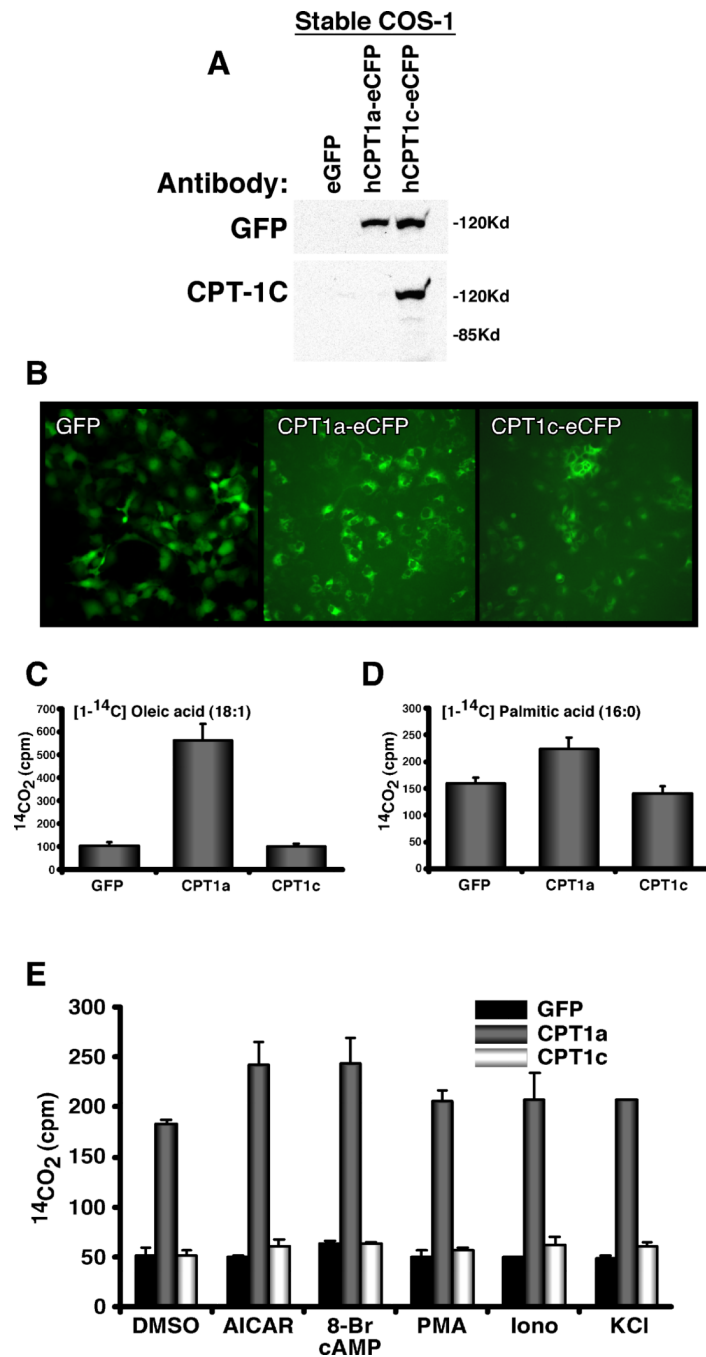 Stable COS-1
A
eGFP
hCPT1a-eCFP
hCPT1c-eCFP
Antibody:
GFP
-120Kd
CPT-1C
-120Kd
-85Kd
B
GFP
CPT1a-eCFP
CPT1c-eCFP
C
[1-¹⁴C] Oleic acid (18:1)
¹⁴CO₂ (cpm)
700
600
500
400
300
200
100
0
GFP
CPT1a
CPT1c
D
[1-¹⁴C] Palmitic acid (16:0)
¹⁴CO₂ (cpm)
300
250
200
150
100
50
0
GFP
CPT1a
CPT1c
E
GFP
CPT1a
CPT1c
¹⁴CO₂ (cpm)
300
250
200
150
100
50
0
DMSO
AICAR
8-Br
cAMP
PMA
Iono
KCl